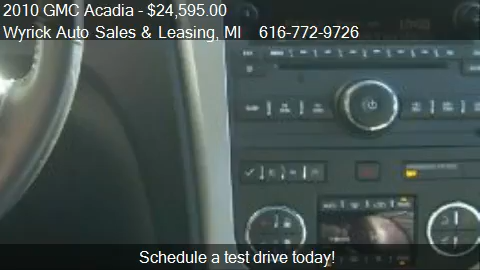 2010 GMC Acadia - $24,595.00
Wyrick Auto Sales & Leasing, MI 616-772-9726
Schedule a test drive today!